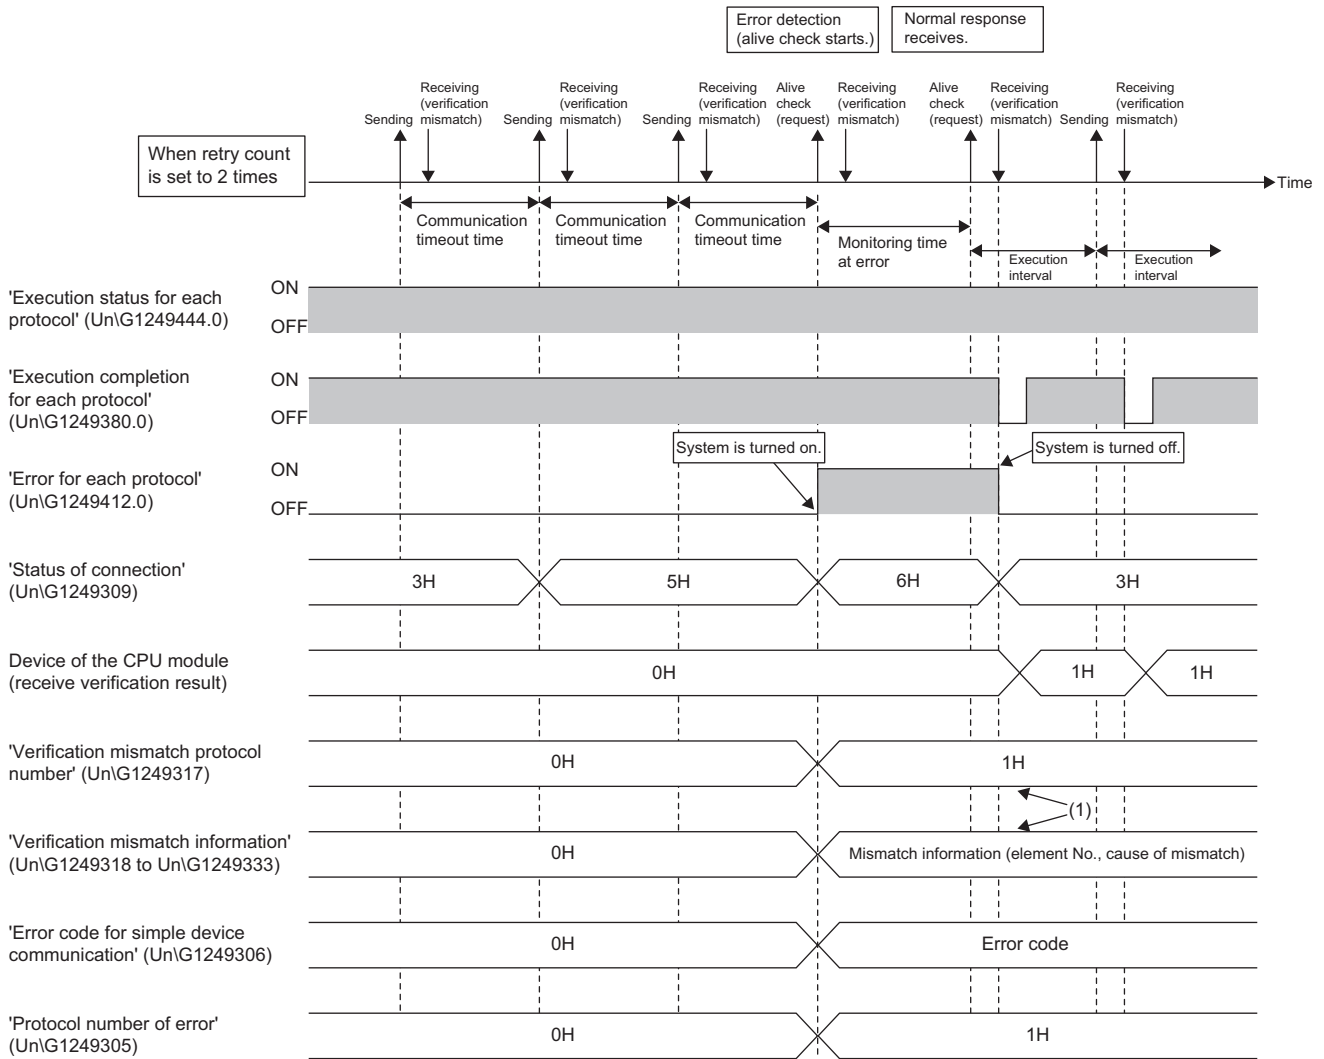 Error detection
(alive check starts.)
Normal response
receives.
Sending
Receiving
(verification
mismatch)
Sending
Receiving
(verification
mismatch)
Sending
Receiving
(verification
mismatch)
Alive
check
(request)
Receiving
(verification
mismatch)
Alive
check
(request)
Receiving
(verification
mismatch)
Sending
Receiving
(verification
mismatch)
When retry count
is set to 2 times
Time
Communication
timeout time
Communication
timeout time
Communication
timeout time
Monitoring time
at error
Execution
interval
Execution
interval
'Execution status for each
protocol' (Un\G1249444.0)
ON
OFF
'Execution completion
for each protocol'
(Un\G1249380.0)
ON
OFF
System is turned on.
System is turned off.
'Error for each protocol'
(Un\G1249412.0)
ON
OFF
'Status of connection'
(Un\G1249309)
3H
5H
6H
3H
Device of the CPU module
(receive verification result)
0H
1H
1H
'Verification mismatch protocol
number' (Un\G1249317)
0H
1H
(1)
'Verification mismatch information'
(Un\G1249318 to Un\G1249333)
0H
Mismatch information (element No., cause of mismatch)
'Error code for simple device
communication' (Un\G1249306)
0H
Error code
'Protocol number of error'
(Un\G1249305)
0H
1H